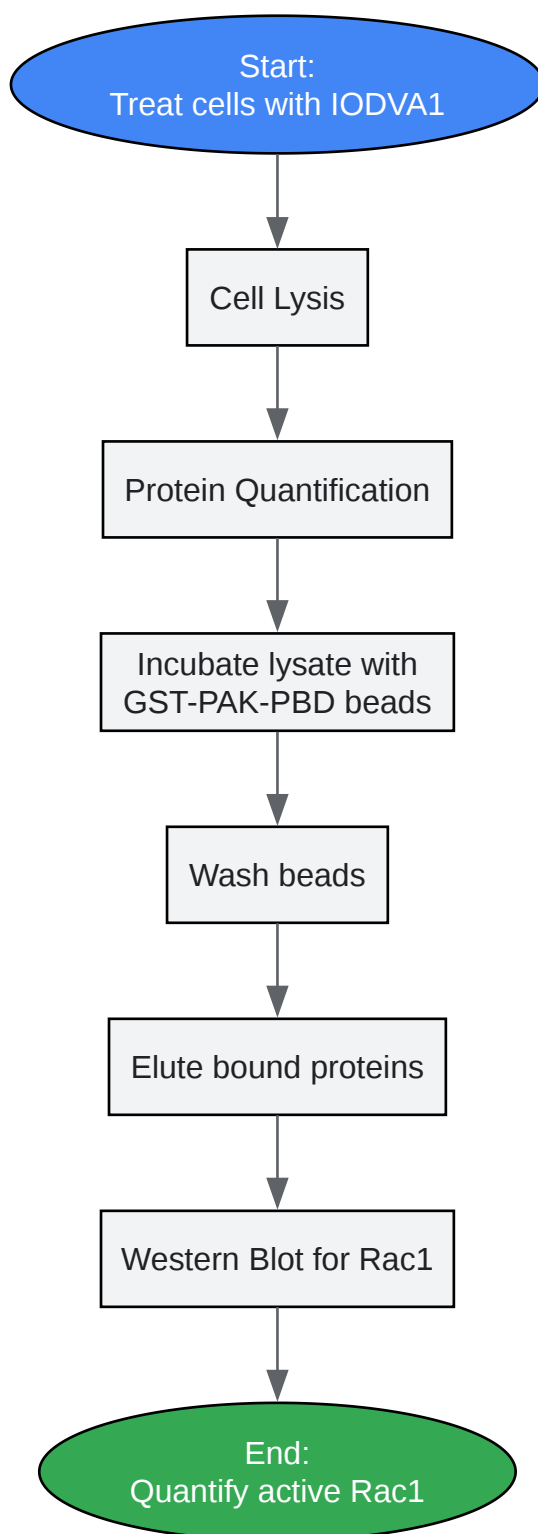 Start:
Treat cells with IODVA1
Cell Lysis
Protein Quantification
Incubate lysate with
GST-PAK-PBD beads
Wash beads
Elute bound proteins
Western Blot for Rac1
End:
Quantify active Rac1